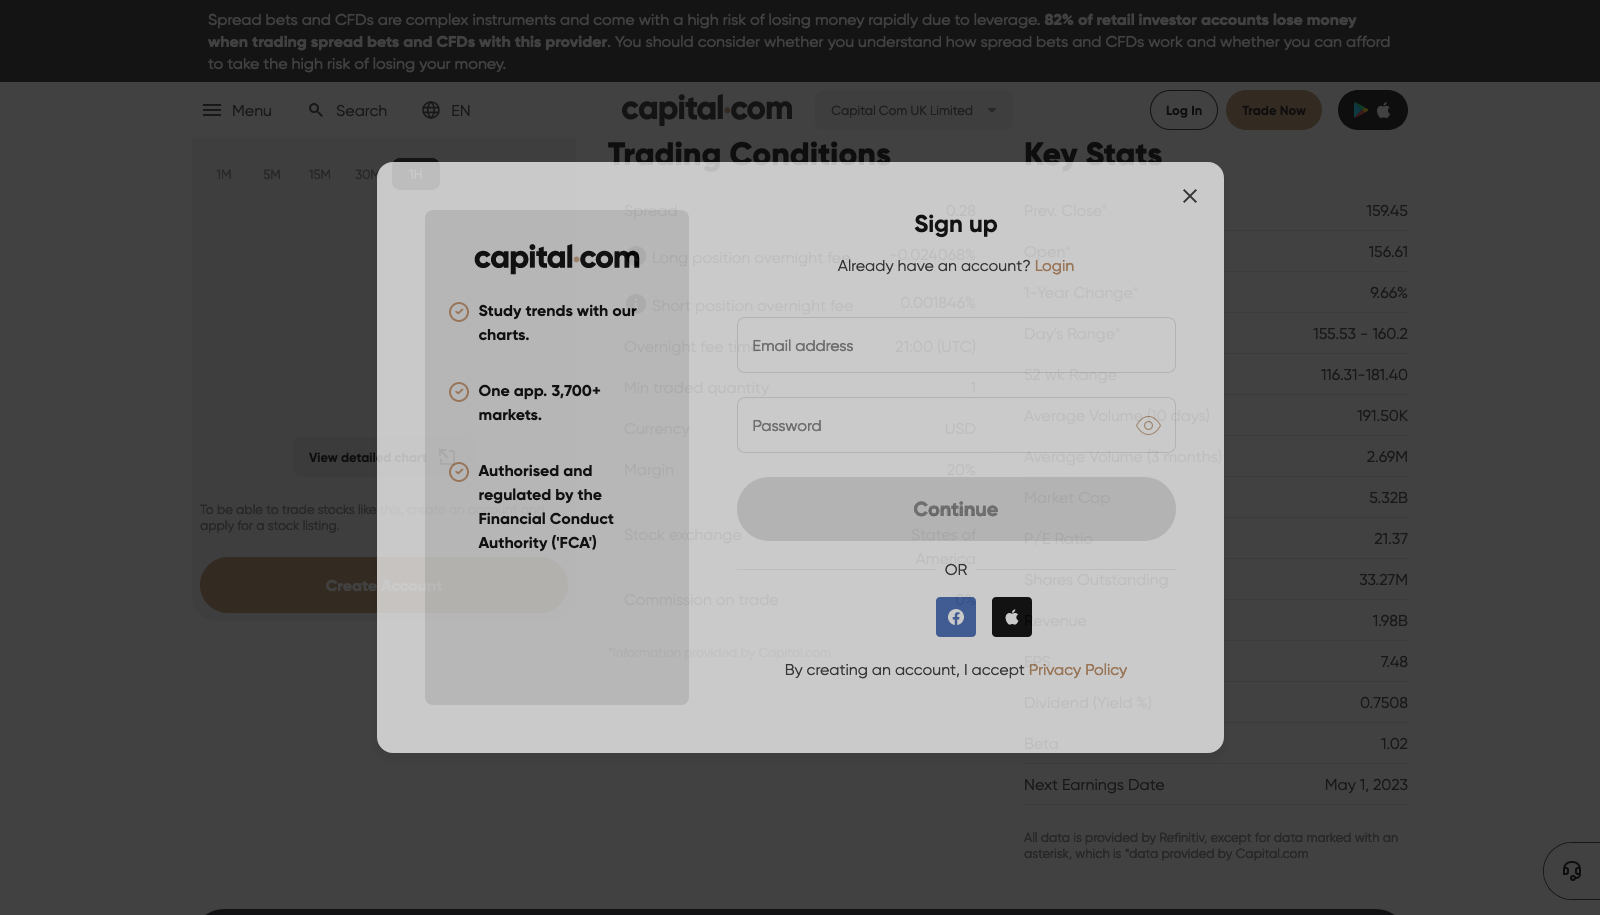 Spread bets and CFDs are complex instruments and come with a high risk of losing money rapidly due to leverage. 82% of retail investor accounts lose money
when trading spread bets and CFDs with this provider. You should consider whether you understand how spread bets and CFDs work and whether you can afford
to take the high risk of losing your money.
Menu
Search
EN
capital.com
Capital Com UK Limited
Log In
Trade Now
1M 5M 15M 30M 1H
View detailed chart
To be able to trade stocks like this, create an account and
apply for a stock listing.
Create Account
Trading Conditions
Spread 0.28
Long position overnight fee -0.024068%
Short position overnight fee 0.001846%
Overnight fee time 21:00 (UTC)
Min traded quantity 1
Currency USD
Margin 20%
Stock exchange States of
America
Commission on trade 0%
*Information provided by Capital.com
Key Stats
Prev. Close* 159.45
Open* 156.61
1-Year Change* 9.66%
Day's Range* 155.53 - 160.2
52 wk Range 116.31-181.40
Average Volume (10 days) 191.50K
Average Volume (3 months) 2.69M
Market Cap 5.32B
P/E Ratio 21.37
Shares Outstanding 33.27M
Revenue 1.98B
EPS 7.48
Dividend (Yield %) 0.7508
Beta 1.02
Next Earnings Date May 1, 2023
All data is provided by Refinitiv, except for data marked with an
asterisk, which is *data provided by Capital.com
capital.com
Study trends with our
charts.
One app. 3,700+
markets.
Authorised and
regulated by the
Financial Conduct
Authority ('FCA')
Sign up
Already have an account? Login
Email address
Password
Continue
OR
By creating an account, I accept Privacy Policy